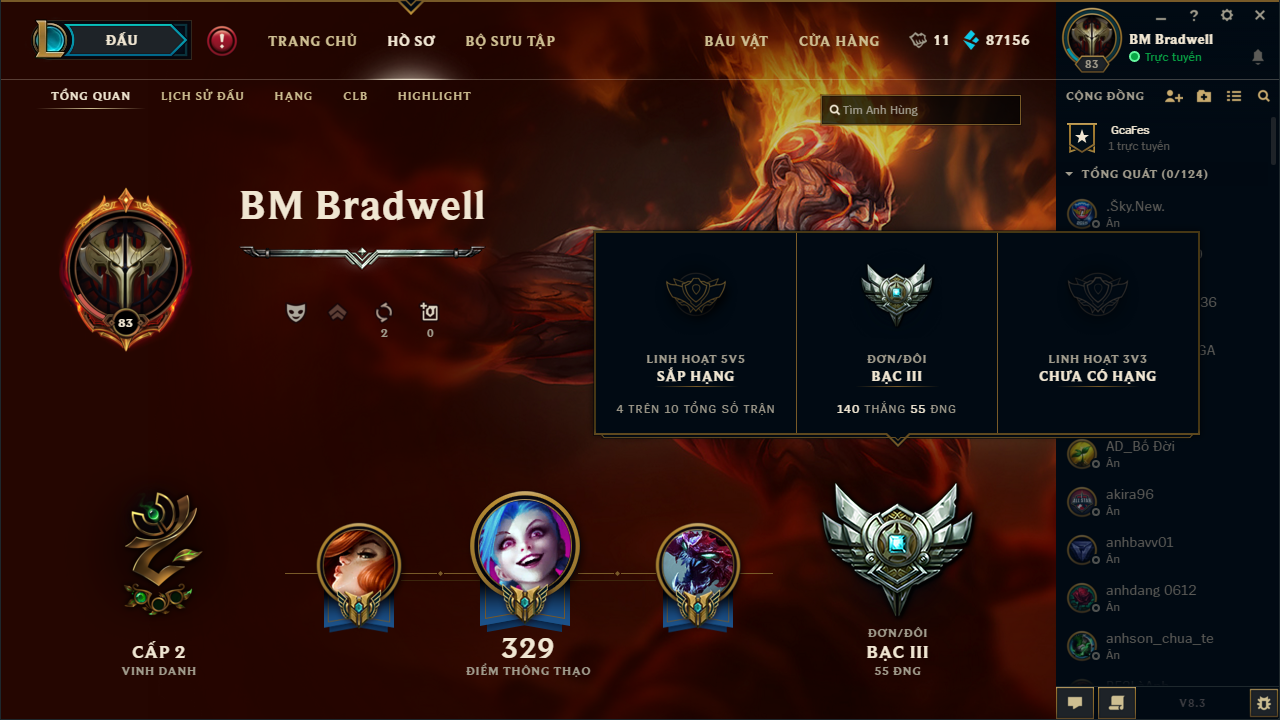 ĐẤU
TRANG CHỦ
HỒ SƠ
BỘ SƯU TẬP
BÁU VẬT
CỬA HÀNG
11
87156
BM Bradwell
Trực tuyến
83
TỔNG QUAN
LỊCH SỬ ĐẤU
HẠNG
CLB
HIGHLIGHT
Tìm Anh Hùng
CỘNG ĐỒNG
GcaFes
1 trực tuyến
TỔNG QUÁT (0/124)
.Šky.New.
Ẩn
BM Bradwell
83
2
0
LINH HOẠT 5V5
SẮP HẠNG
4 TRÊN 10 TỔNG SỐ TRẬN
ĐƠN/ĐÔI
BẠC III
140 THẮNG 55 ĐNG
LINH HOẠT 3V3
CHƯA CÓ HẠNG
36
GA
AD_Bố Đời
Ẩn
akira96
Ẩn
anhbavv01
Ẩn
anhdang 0612
Ẩn
anhson_chua_te
Ẩn
CẤP 2
VINH DANH
329
ĐIỂM THÔNG THẠO
ĐƠN/ĐÔI
BẠC III
55 ĐNG
V8.3